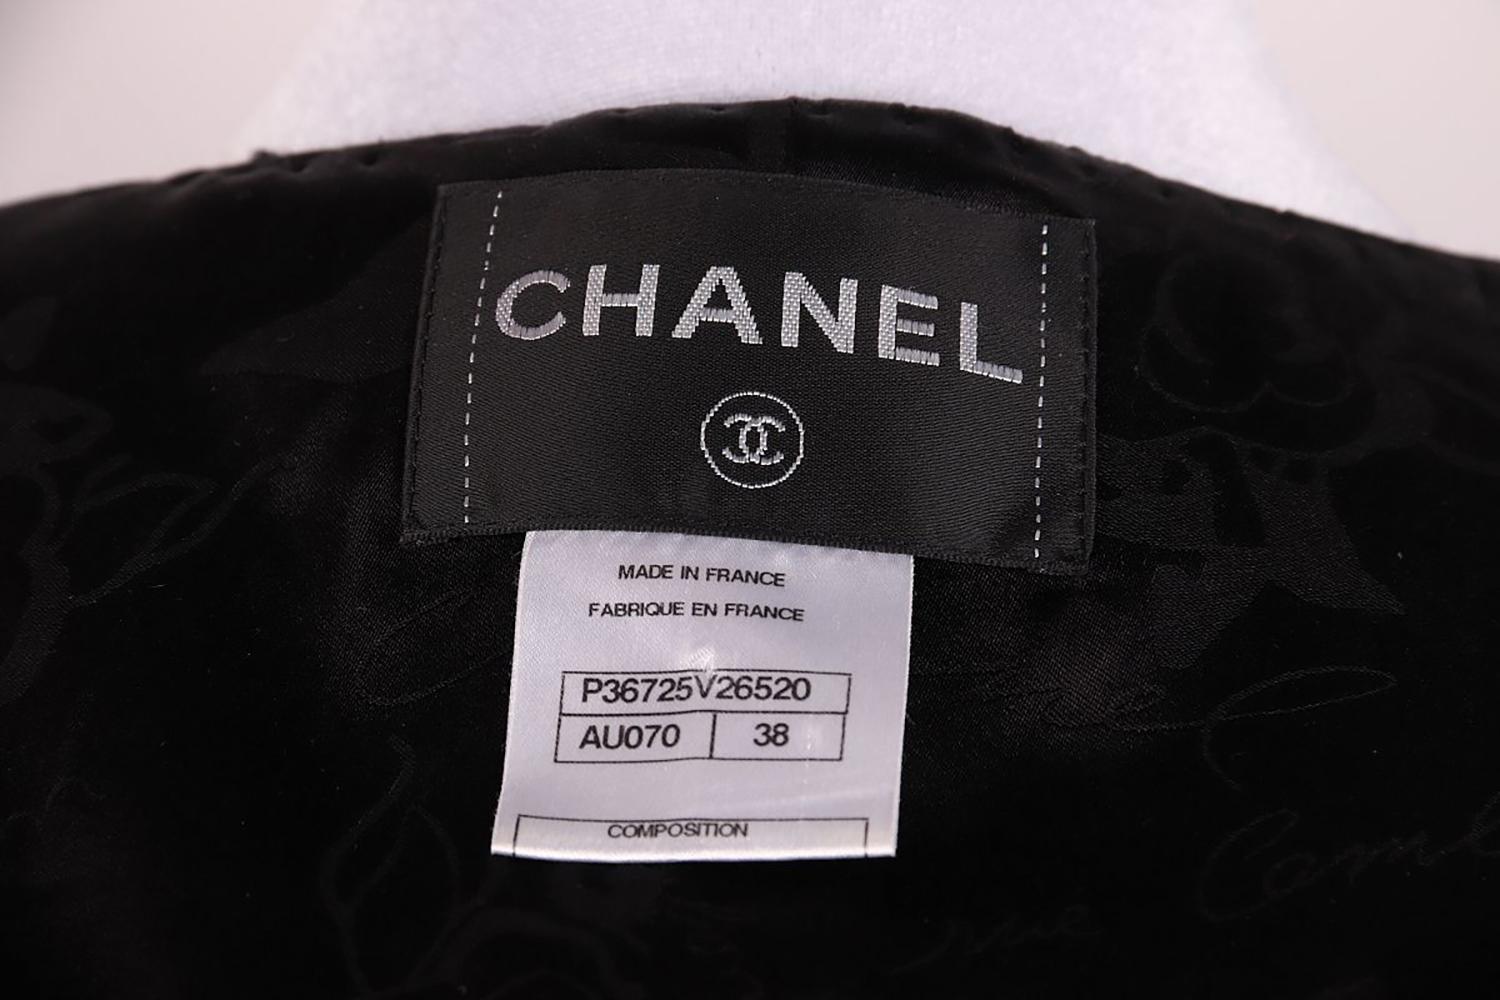 CHANEL
MADE IN FRANCE
FABRIQUE EN FRANCE
P36725V26520
AU070 38
COMPOSITION